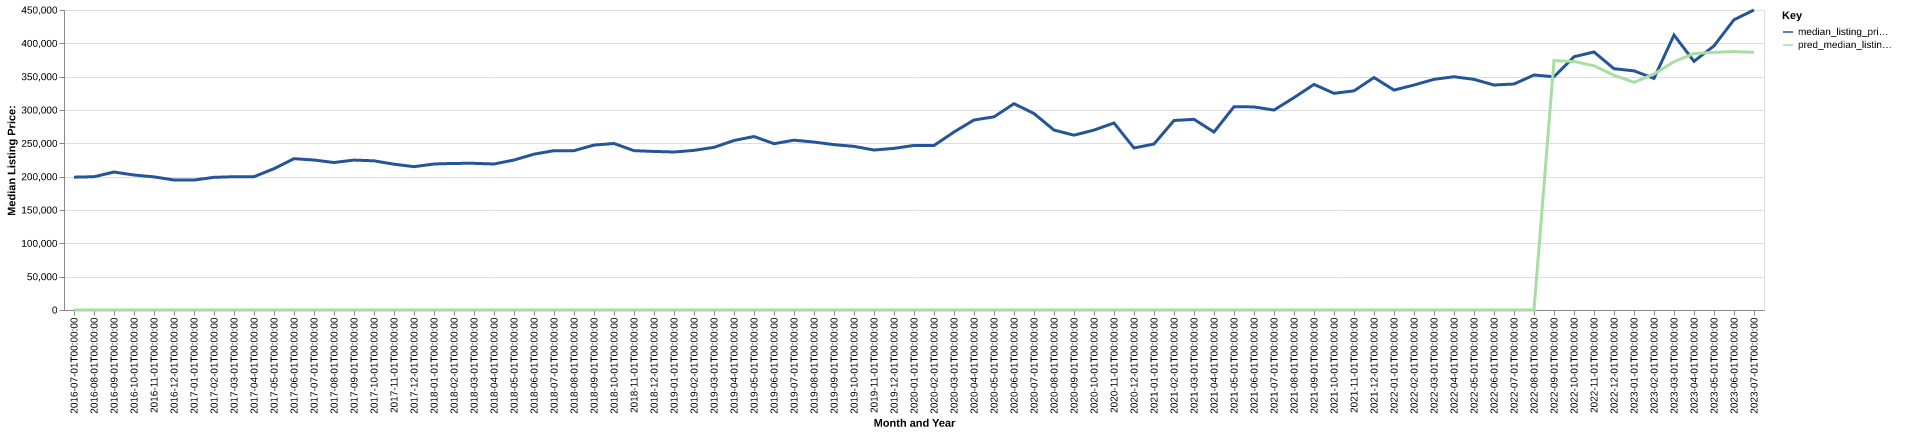 Median Listing Price:
450,000
400,000
350,000
300,000
250,000
200,000
150,000
100,000
50,000
0
2016-07-01T00:00:00
2016-08-01T00:00:00
2016-09-01T00:00:00
2016-10-01T00:00:00
2016-11-01T00:00:00
2016-12-01T00:00:00
2017-01-01T00:00:00
2017-02-01T00:00:00
2017-03-01T00:00:00
2017-04-01T00:00:00
2017-05-01T00:00:00
2017-06-01T00:00:00
2017-07-01T00:00:00
2017-08-01T00:00:00
2017-09-01T00:00:00
2017-10-01T00:00:00
2017-11-01T00:00:00
2017-12-01T00:00:00
2018-01-01T00:00:00
2018-02-01T00:00:00
2018-03-01T00:00:00
2018-04-01T00:00:00
2018-05-01T00:00:00
2018-06-01T00:00:00
2018-07-01T00:00:00
2018-08-01T00:00:00
2018-09-01T00:00:00
2018-10-01T00:00:00
2018-11-01T00:00:00
2018-12-01T00:00:00
2019-01-01T00:00:00
2019-02-01T00:00:00
2019-03-01T00:00:00
2019-04-01T00:00:00
2019-05-01T00:00:00
2019-06-01T00:00:00
2019-07-01T00:00:00
2019-08-01T00:00:00
2019-09-01T00:00:00
2019-10-01T00:00:00
2019-11-01T00:00:00
2019-12-01T00:00:00
2020-01-01T00:00:00
2020-02-01T00:00:00
2020-03-01T00:00:00
2020-04-01T00:00:00
2020-05-01T00:00:00
2020-06-01T00:00:00
2020-07-01T00:00:00
2020-08-01T00:00:00
2020-09-01T00:00:00
2020-10-01T00:00:00
2020-11-01T00:00:00
2020-12-01T00:00:00
2021-01-01T00:00:00
2021-02-01T00:00:00
2021-03-01T00:00:00
2021-04-01T00:00:00
2021-05-01T00:00:00
2021-06-01T00:00:00
2021-07-01T00:00:00
2021-08-01T00:00:00
2021-09-01T00:00:00
2021-10-01T00:00:00
2021-11-01T00:00:00
2021-12-01T00:00:00
2022-01-01T00:00:00
2022-02-01T00:00:00
2022-03-01T00:00:00
2022-04-01T00:00:00
2022-05-01T00:00:00
2022-06-01T00:00:00
2022-07-01T00:00:00
2022-08-01T00:00:00
2022-09-01T00:00:00
2022-10-01T00:00:00
2022-11-01T00:00:00
2022-12-01T00:00:00
2023-01-01T00:00:00
2023-02-01T00:00:00
2023-03-01T00:00:00
2023-04-01T00:00:00
2023-05-01T00:00:00
2023-06-01T00:00:00
2023-07-01T00:00:00
Month and Year
Key
median_listing_pri…
pred_median_listin…